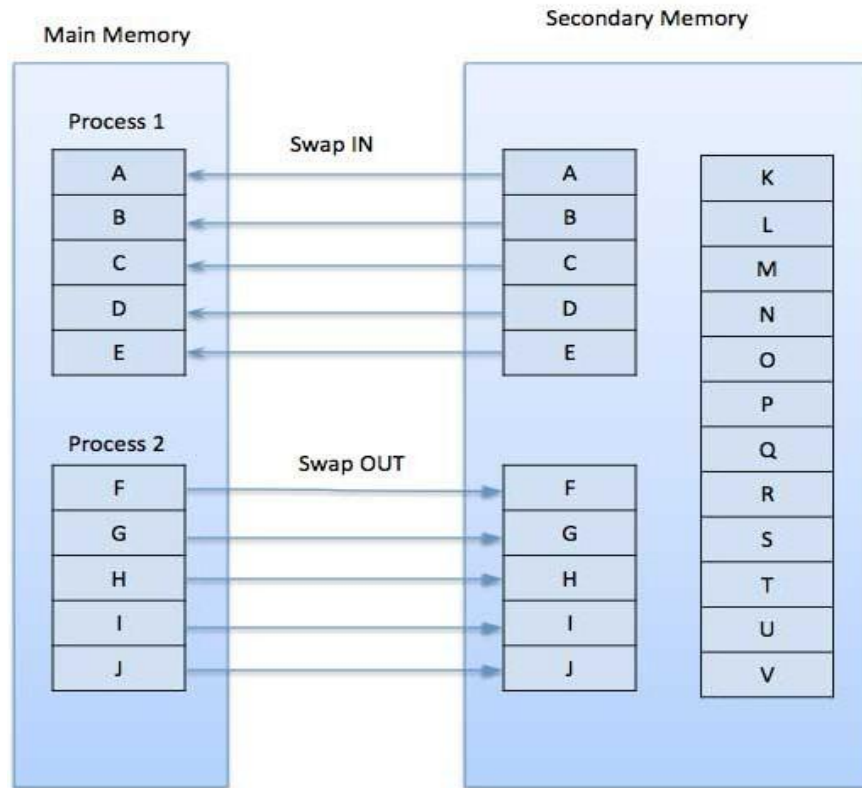 Main Memory
Secondary Memory
Process 1
Swap IN
A
B
C
D
E
A
B
C
D
E
Process 2
Swap OUT
F
G
H
I
J
F
G
H
I
J
K
L
M
N
O
P
Q
R
S
T
U
V